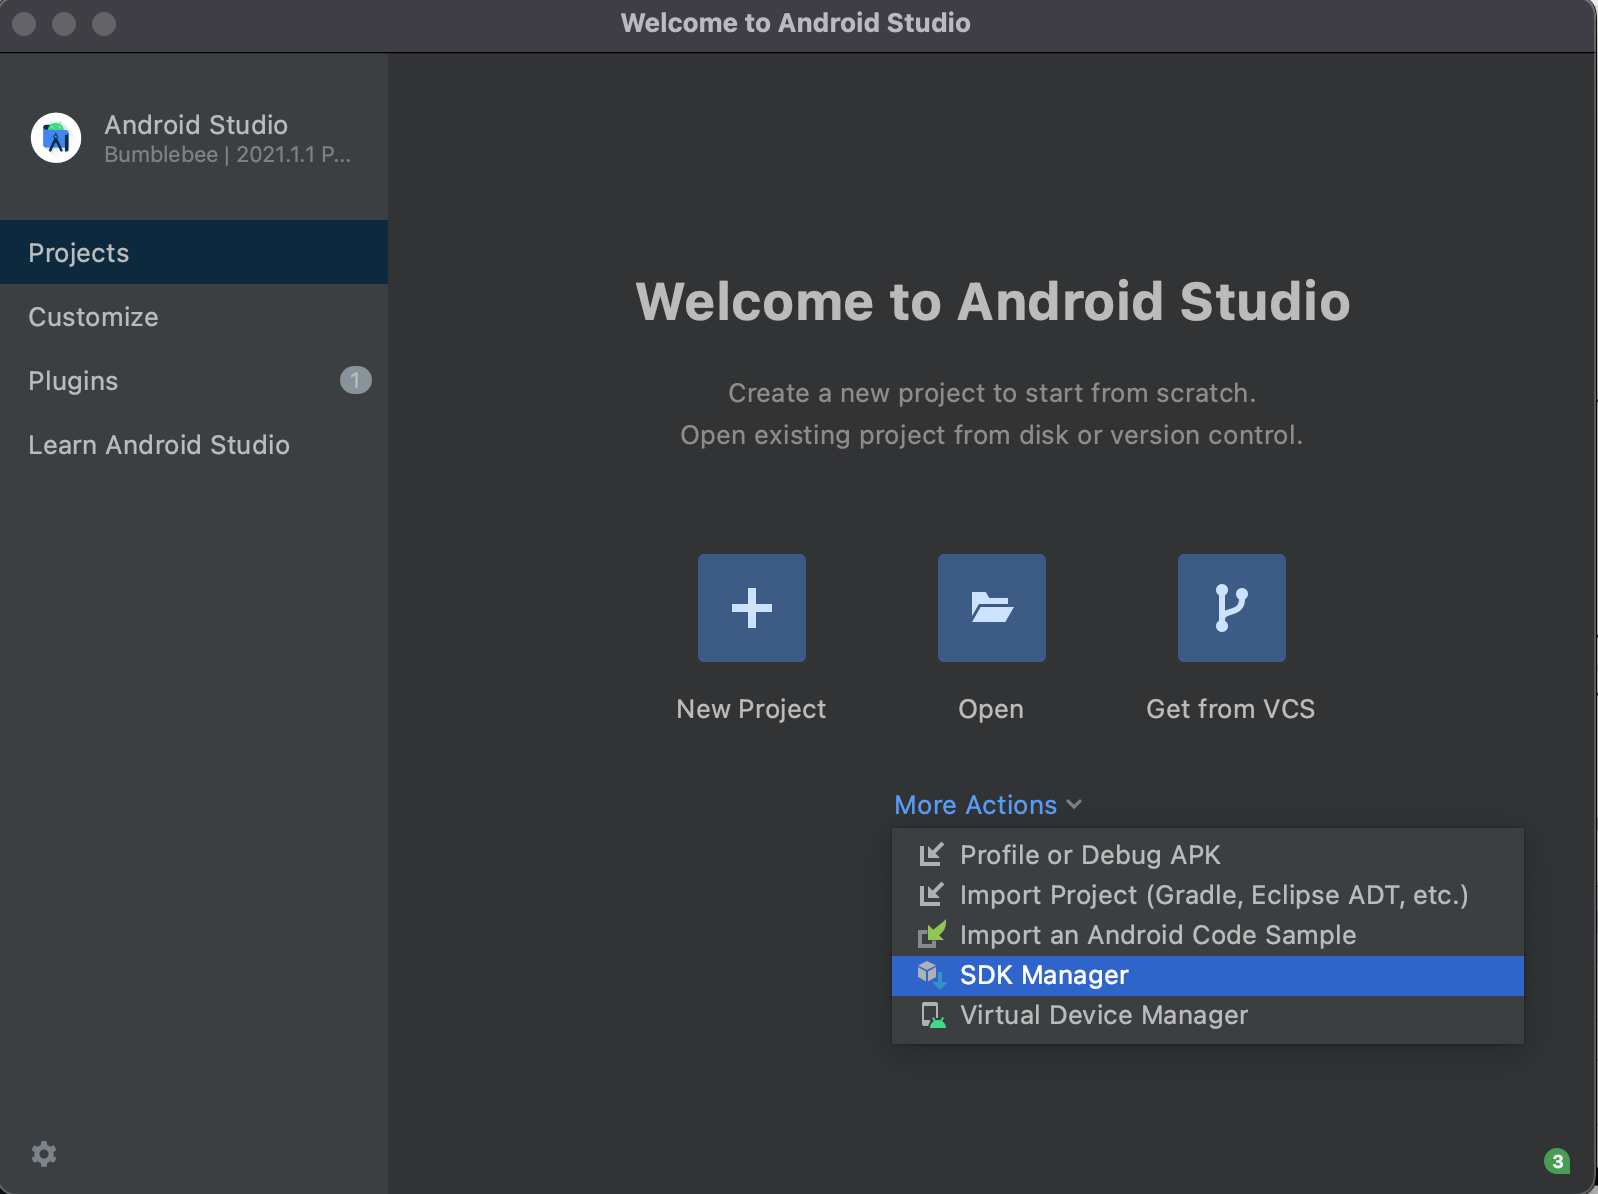 Welcome to Android Studio
Android Studio
Bumblebee | 2021.1.1 P...
Projects
Customize
Plugins 1
Learn Android Studio
Welcome to Android Studio
Create a new project to start from scratch.
Open existing project from disk or version control.
New Project Open Get from VCS
More Actions
Profile or Debug APK
Import Project (Gradle, Eclipse ADT, etc.)
Import an Android Code Sample
SDK Manager
Virtual Device Manager
3